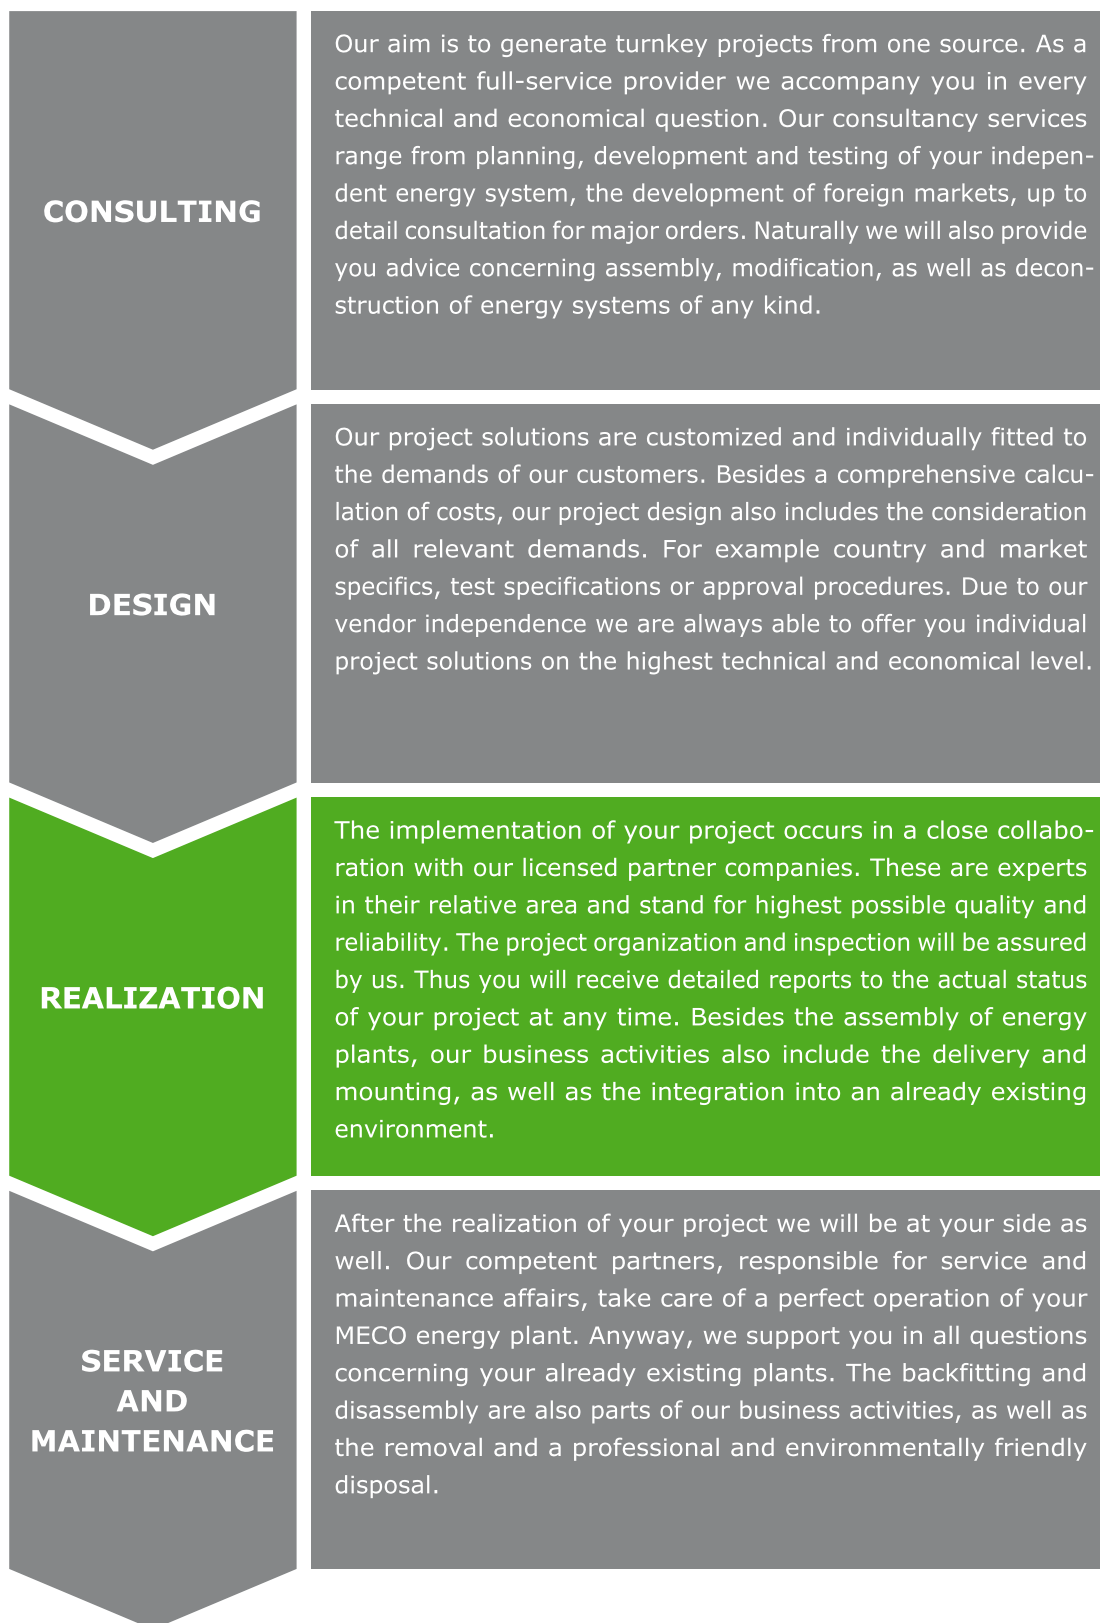 CONSULTING
Our aim is to generate turnkey projects from one source. As a
competent full-service provider we accompany you in every
technical and economical question. Our consultancy services
range from planning, development and testing of your indepen-
dent energy system, the development of foreign markets, up to
detail consultation for major orders. Naturally we will also provide
you advice concerning assembly, modification, as well as decon-
struction of energy systems of any kind.
DESIGN
Our project solutions are customized and individually fitted to
the demands of our customers. Besides a comprehensive calcu-
lation of costs, our project design also includes the consideration
of all relevant demands. For example country and market
specifics, test specifications or approval procedures. Due to our
vendor independence we are always able to offer you individual
project solutions on the highest technical and economical level.
REALIZATION
The implementation of your project occurs in a close collabo-
ration with our licensed partner companies. These are experts
in their relative area and stand for highest possible quality and
reliability. The project organization and inspection will be assured
by us. Thus you will receive detailed reports to the actual status
of your project at any time. Besides the assembly of energy
plants, our business activities also include the delivery and
mounting, as well as the integration into an already existing
environment.
SERVICE
AND
MAINTENANCE
After the realization of your project we will be at your side as
well. Our competent partners, responsible for service and
maintenance affairs, take care of a perfect operation of your
MECO energy plant. Anyway, we support you in all questions
concerning your already existing plants. The backfitting and
disassembly are also parts of our business activities, as well as
the removal and a professional and environmentally friendly
disposal.